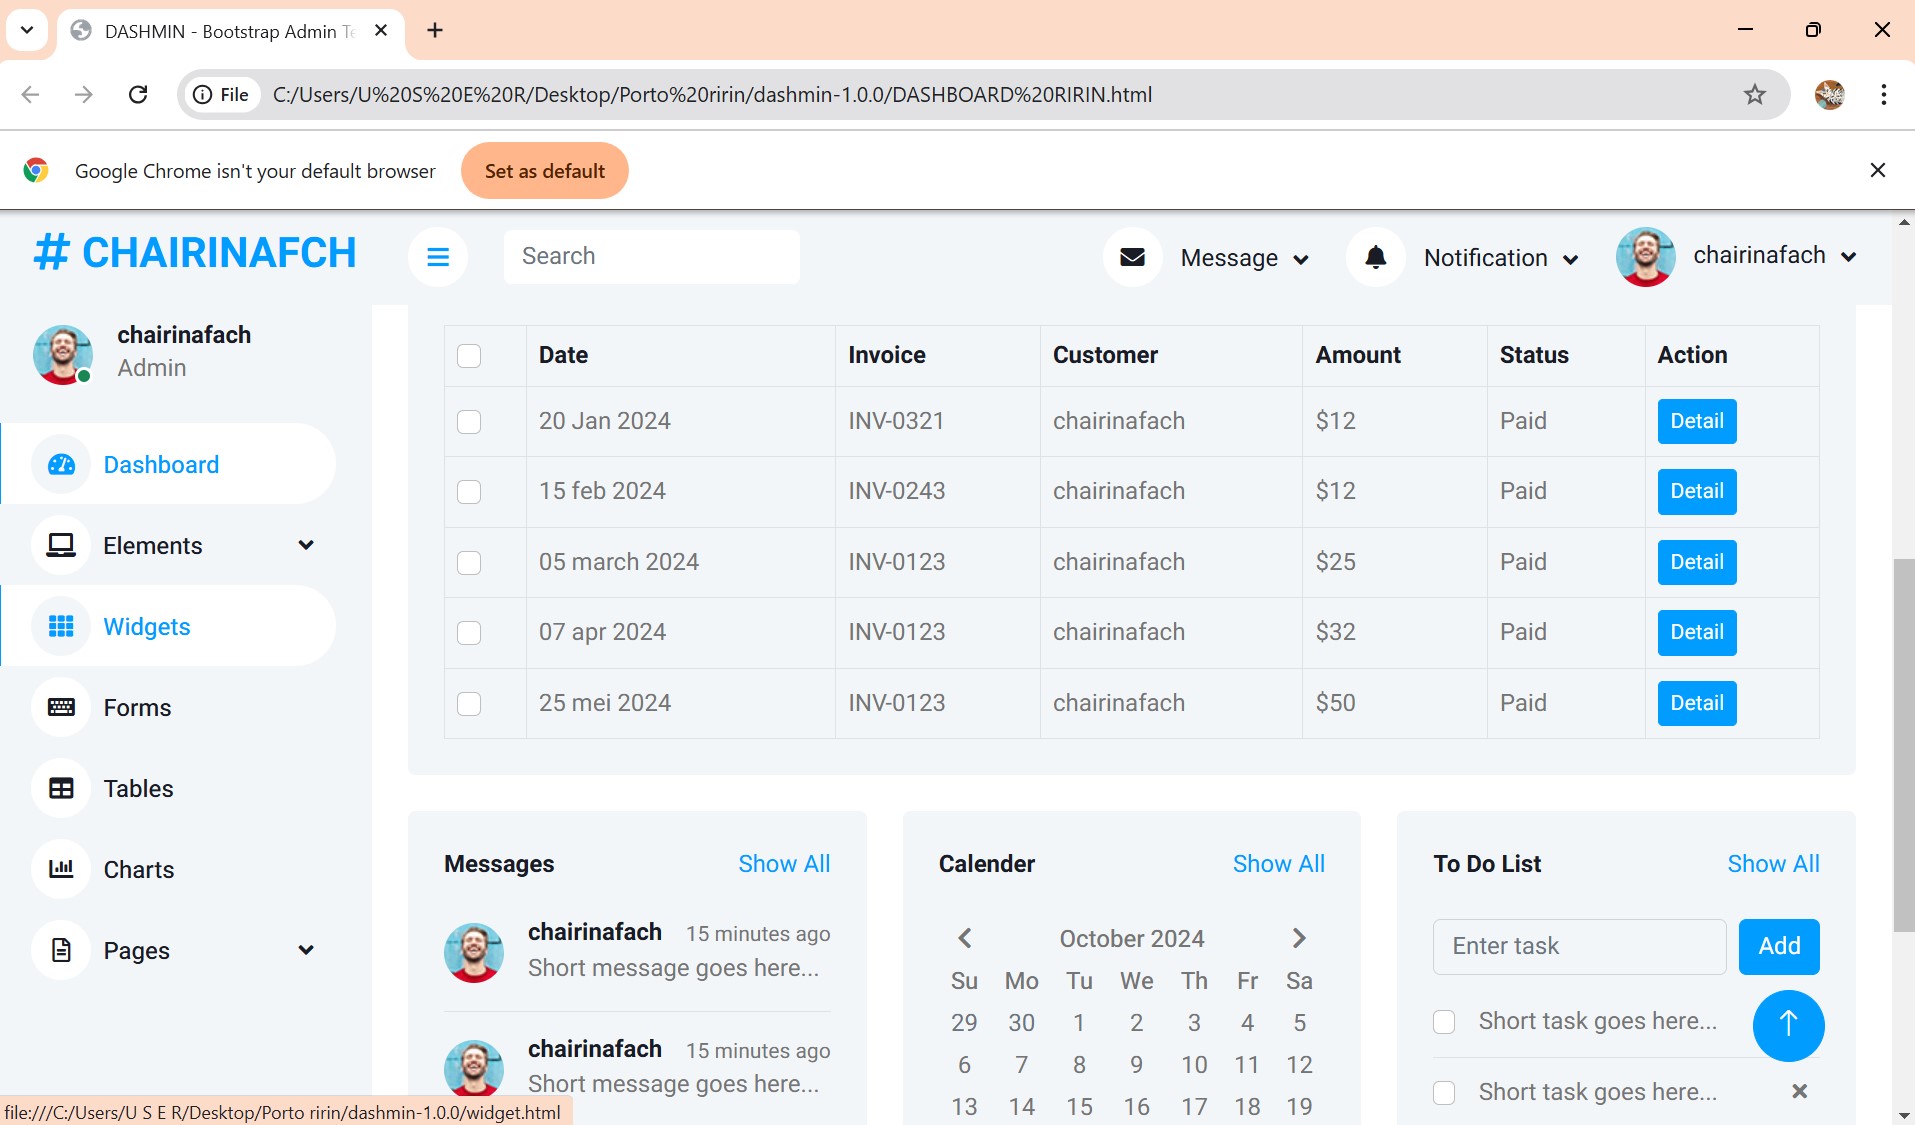 DASHMIN - Bootstrap Admin Te
File C:/Users/U%20S%20E%20R/Desktop/Porto%20ririn/dashmin-1.0.0/DASHBOARD%20RIRIN.html
Google Chrome isn't your default browser Set as default
# CHAIRINAFCH
Search Message Notification chairinafach
chairinafach
Admin
Dashboard
Elements
Widgets
Forms
Tables
Charts
Pages
Date Invoice Customer Amount Status Action
20 Jan 2024 INV-0321 chairinafach $12 Paid Detail
15 feb 2024 INV-0243 chairinafach $12 Paid Detail
05 march 2024 INV-0123 chairinafach $25 Paid Detail
07 apr 2024 INV-0123 chairinafach $32 Paid Detail
25 mei 2024 INV-0123 chairinafach $50 Paid Detail
Messages Show All
chairinafach 15 minutes ago
Short message goes here...
chairinafach 15 minutes ago
Short message goes here...
Calender Show All
October 2024
Su Mo Tu We Th Fr Sa
29 30 1 2 3 4 5
6 7 8 9 10 11 12
13 14 15 16 17 18 19
To Do List Show All
Enter task Add
Short task goes here...
Short task goes here...
file:///C:/Users/U S E R/Desktop/Porto ririn/dashmin-1.0.0/widget.html